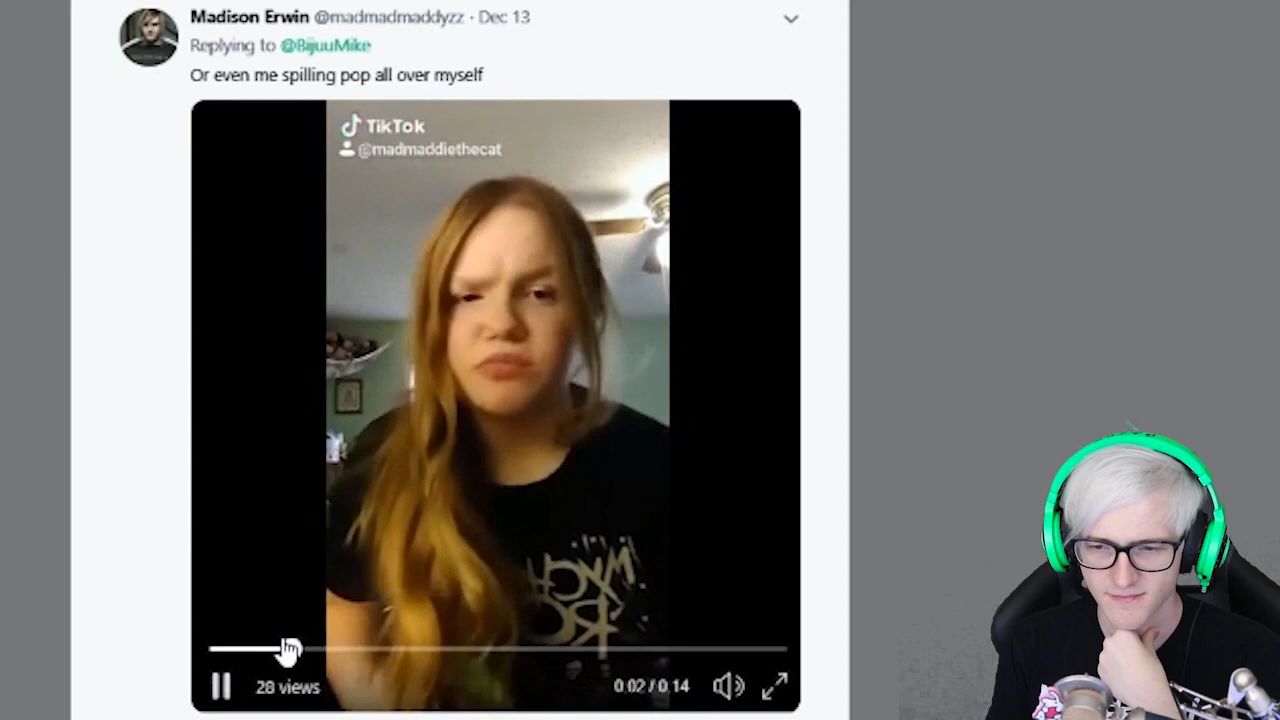 Madison Erwin @madmadmaddyzz · Dec 13
Replying to @BijuuMike
Or even me spilling pop all over myself
TikTok
@madmaddiethecat
28 views
0:02 / 0:14